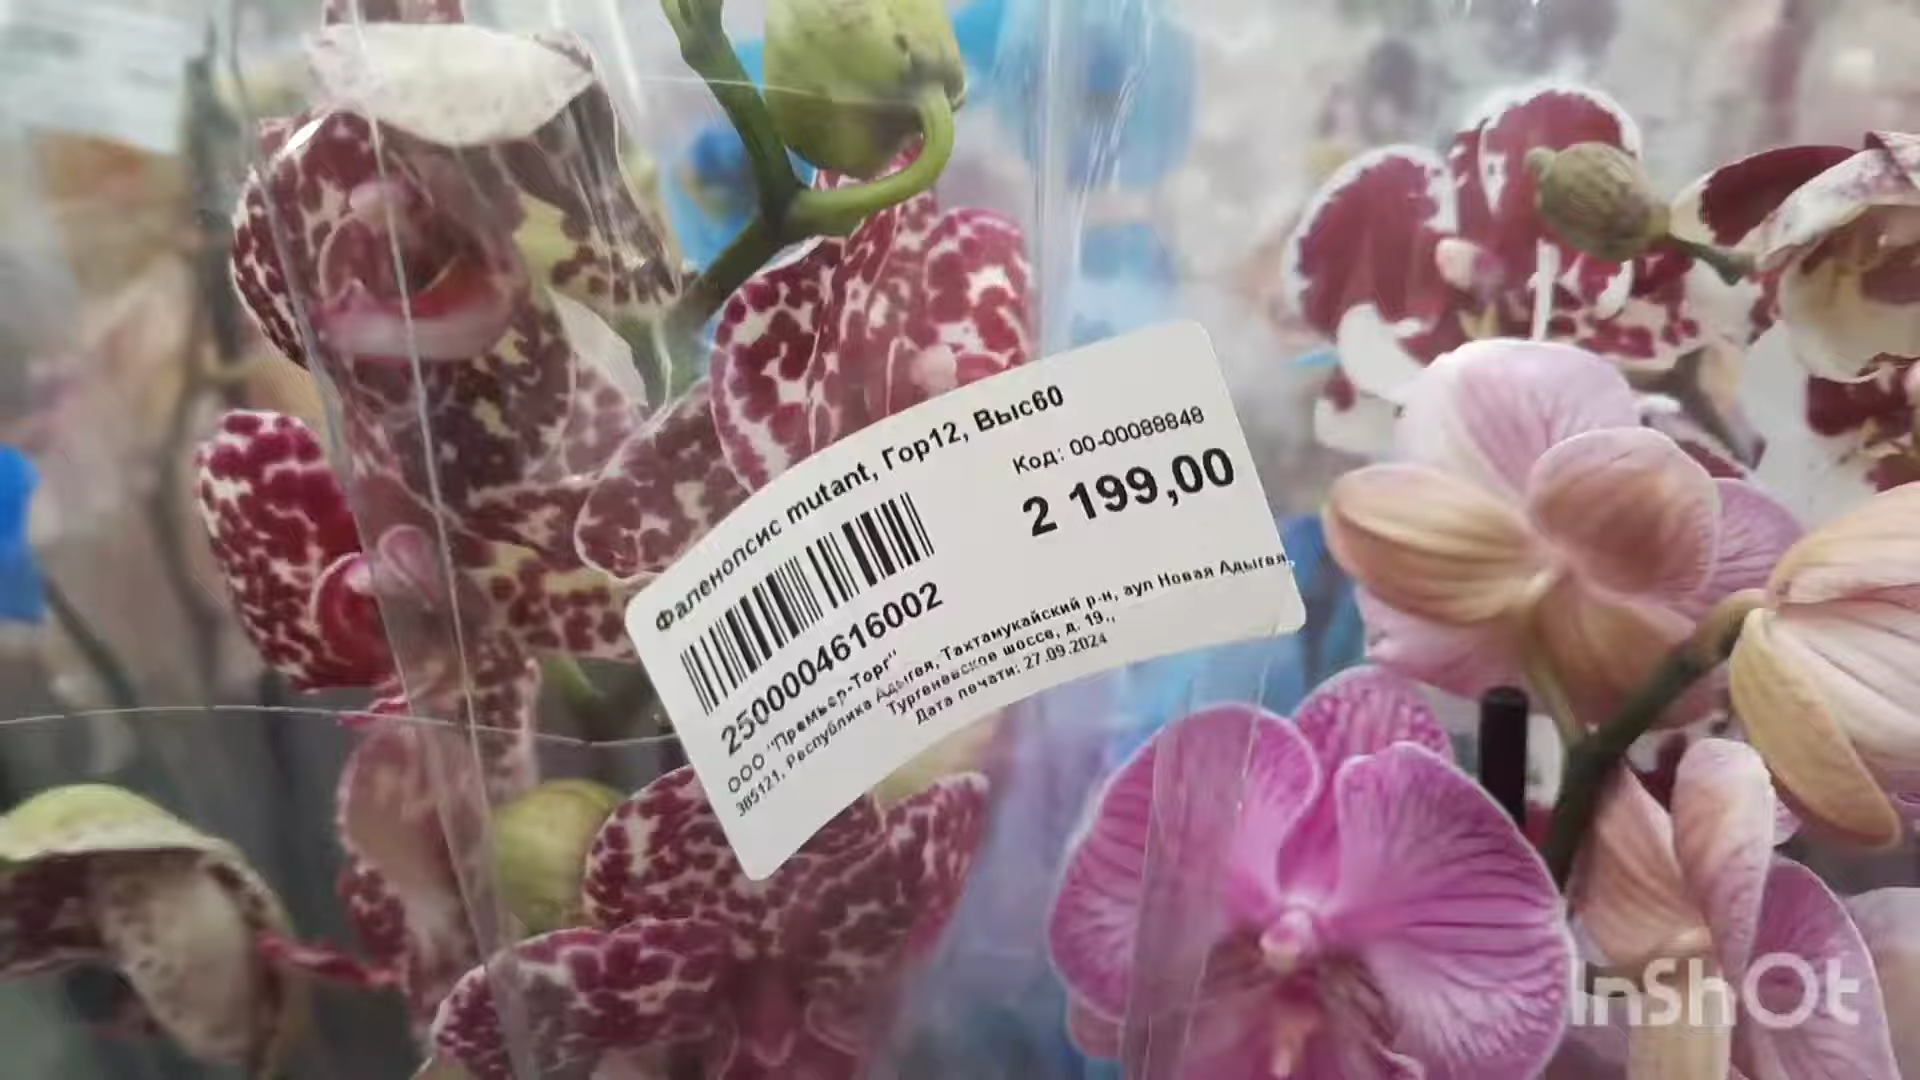 Фаленопсис mutant, Гор12, Выс60
Код: 00-00088848
2 199,00
2500004616002
ООО "Премьер-Торг"
385121, Республика Адыгея, Тахтамукайский р-н, аул Новая Адыгея,
Тургеневское шоссе, д. 19.,
Дата печати: 27.09.2024
InShOt